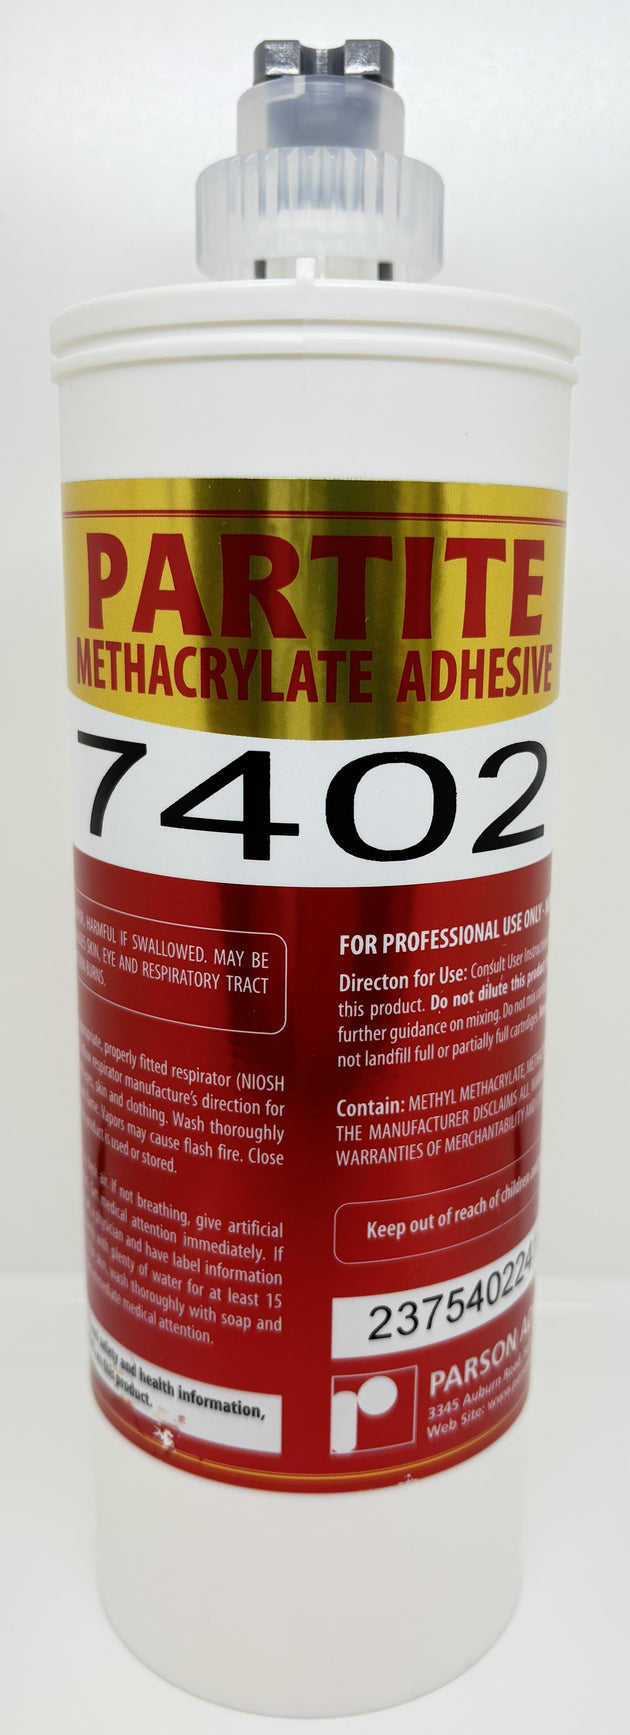 PARTITE
METHACRYLATE ADHESIVE
7402
HARMFUL IF SWALLOWED. MAY BE
SKIN, EYE AND RESPIRATORY TRACT
BURNS.
properly fitted respirator (NIOSH
respirator manufacture's direction for
skin and clothing. Wash thoroughly
Vapors may cause flash fire. Close
is used or stored.
air. If not breathing, give artificial
medical attention immediately. If
physician and have label information
with plenty of water for at least 15
wash thoroughly with soap and
medical attention.
safety and health information,
this product.
FOR PROFESSIONAL USE ONLY-
Directon for Use: Consult User
this product. Do not dilute this product
further guidance on mixing. Do not mix
not landfill full or partially full cartrdiges.
Contain: METHYL METHACRYLATE,
THE MANUFACTURER DISCLAIMS ALL
WARRANTIES OF MERCHANTABILITY
Keep out of reach of children
237540224
PARSON
3345 Auburn Road,
Web Site: